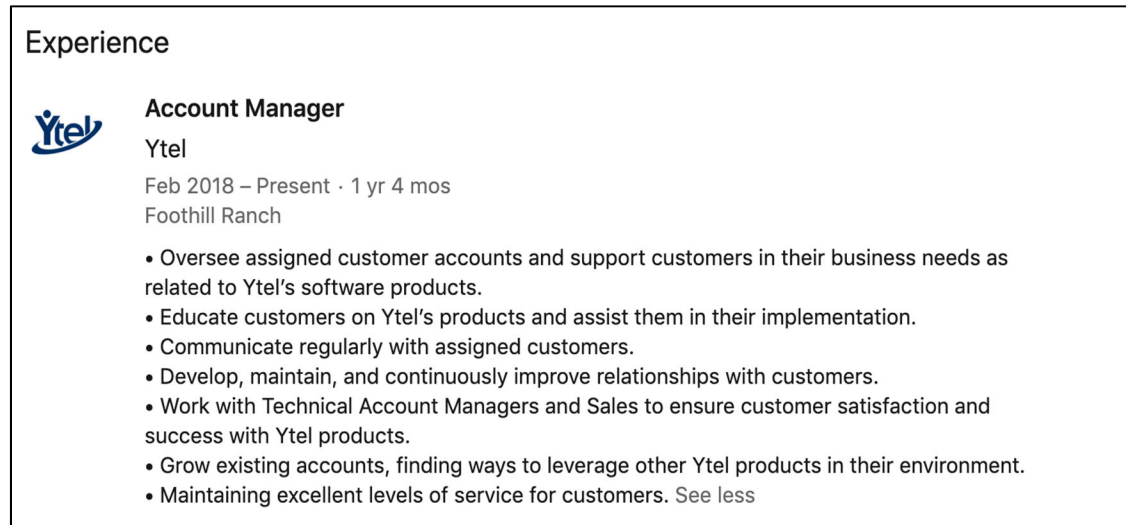 Experience
Ytel
Account Manager
Ytel
Feb 2018 – Present · 1 yr 4 mos
Foothill Ranch
• Oversee assigned customer accounts and support customers in their business needs as
related to Ytel’s software products.
• Educate customers on Ytel’s products and assist them in their implementation.
• Communicate regularly with assigned customers.
• Develop, maintain, and continuously improve relationships with customers.
• Work with Technical Account Managers and Sales to ensure customer satisfaction and
success with Ytel products.
• Grow existing accounts, finding ways to leverage other Ytel products in their environment.
• Maintaining excellent levels of service for customers. See less